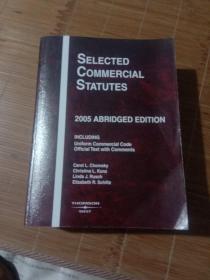 SELECTED
COMMERCIAL
STATUTES
2005 ABRIDGED EDITION
INCLUDING
Uniform Commercial Code
Official Text with Comments
Carol L. Chomsky
Christina L. Kunz
Linda J. Rusch
Elizabeth R. Schiltz
THOMSON
WEST